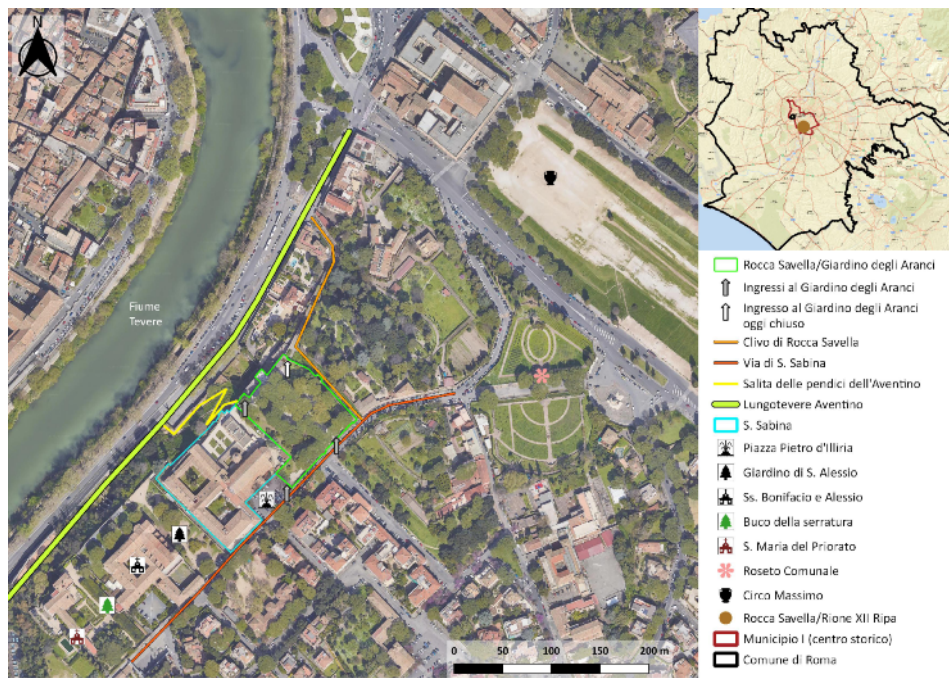 N
Fiume
Tevere
0 50 100 150 200 m
Rocca Savella/Giardino degli Aranci
Ingressi al Giardino degli Aranci
Ingresso al Giardino degli Aranci
oggi chiuso
Clivo di Rocca Savella
Via di S. Sabina
Salita delle pendici dell'Aventino
Lungotevere Aventino
S. Sabina
Piazza Pietro d'Illiria
Giardino di S. Alessio
Ss. Bonifacio e Alessio
Buco della serratura
S. Maria del Priorato
Roseto Comunale
Circo Massimo
Rocca Savella/Rione XII Ripa
Municipio I (centro storico)
Comune di Roma